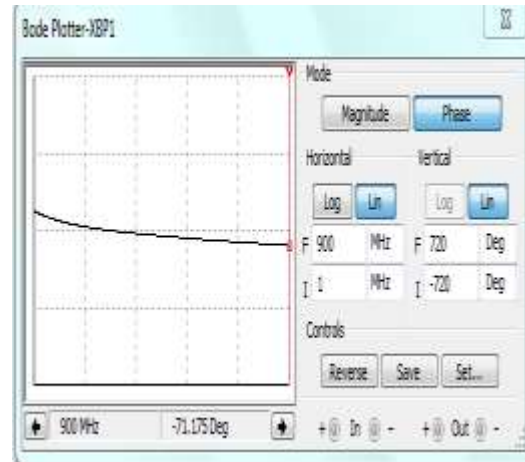 Bode Plotter-XBP1
Mode
Magnitude Phase
Horizontal Vertical
Log Lin Log Lin
F 900 MHz F 720 Deg
I 1 MHz I -720 Deg
Controls
Reverse Save Set...
900 MHz -71.175 Deg + In - + Out -